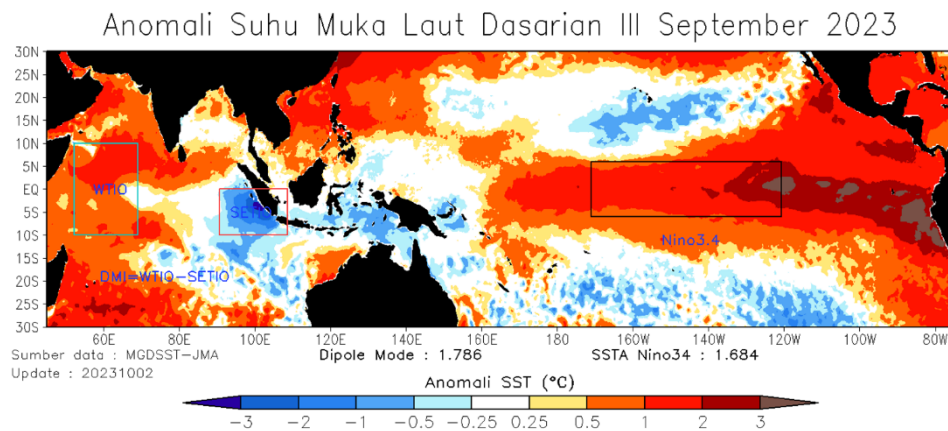 Anomali Suhu Muka Laut Dasarian III September 2023
30N
25N
20N
15N
10N
5N
EQ
5S
10S
15S
20S
25S
30S
WTIO
SETIO
Nino3.4
DMI=WTIO-SETIO
60E 80E 100E 120E 140E 160E 180 160W 140W 120W 100W 80W
Sumber data : MGDSST-JMA
Dipole Mode : 1.786
SSTA Nino34 : 1.684
Update : 20231002
Anomali SST (°C)
-3 -2 -1 -0.5 -0.25 0.25 0.5 1 2 3